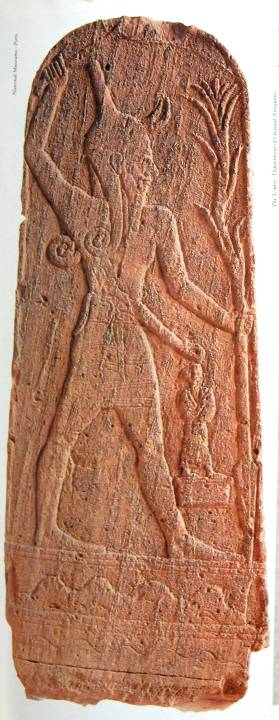 National Museums - Paris
The Louvre - Department of Oriental Antiquities